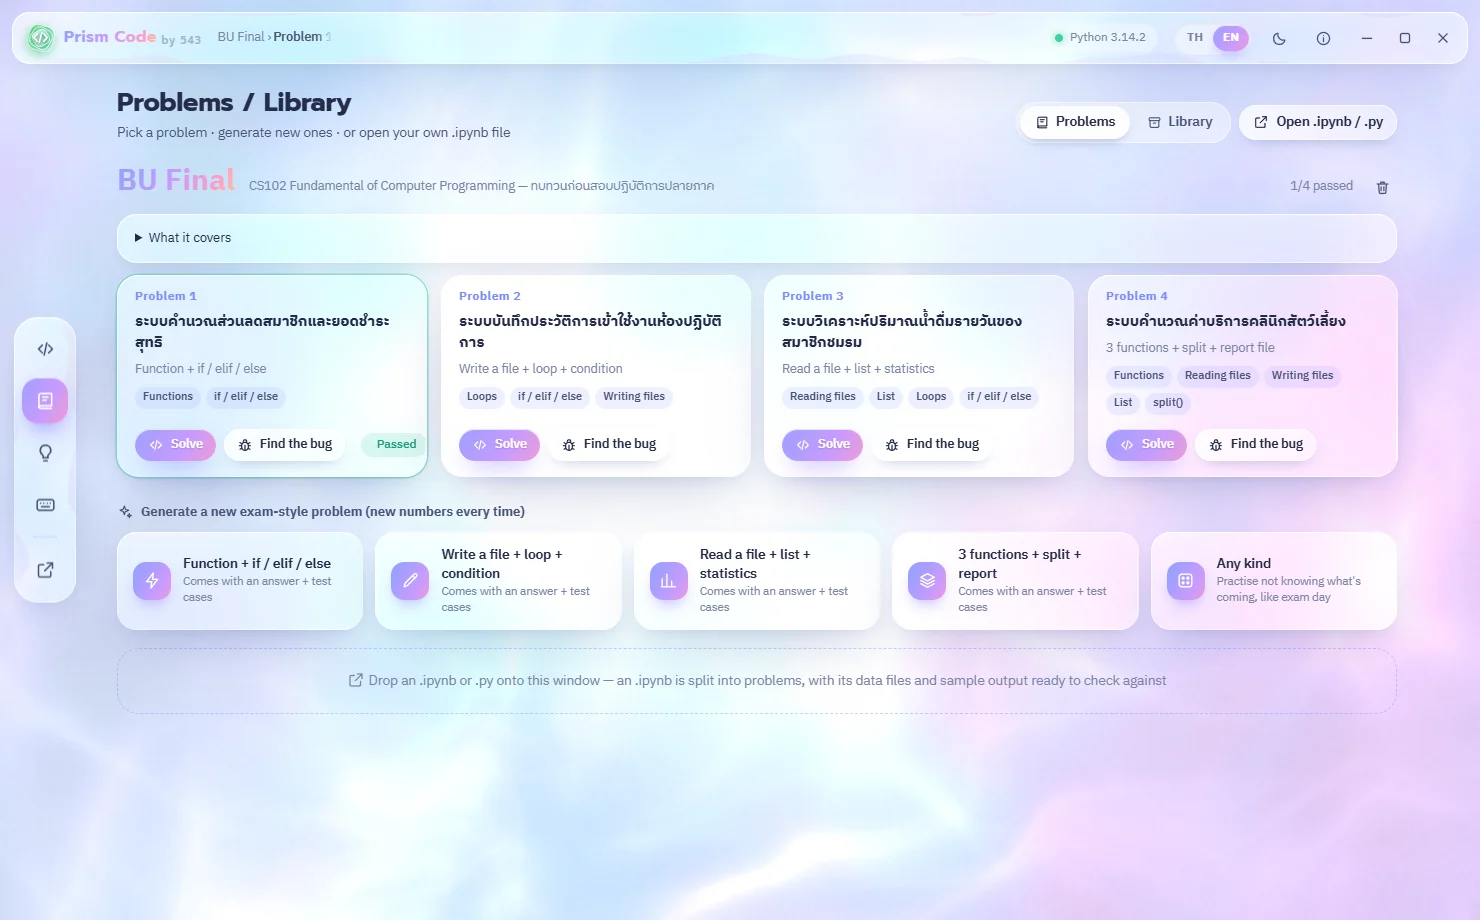 Prism Code by 543
BU Final › Problem 1
Python 3.14.2
TH EN
Problems / Library
Pick a problem · generate new ones · or open your own .ipynb file
Problems
Library
Open .ipynb / .py
BU Final
CS102 Fundamental of Computer Programming — ทบทวนก่อนสอบปฏิบัติการปลายภาค
1/4 passed
What it covers
Problem 1
ระบบคำนวณส่วนลดสมาชิกและยอดชำระ
สุทธิ
Function + if / elif / else
Functions if / elif / else
Solve Find the bug Passed
Problem 2
ระบบบันทึกประวัติการเข้าใช้งานห้องปฏิบัติ
การ
Write a file + loop + condition
Loops if / elif / else Writing files
Solve Find the bug
Problem 3
ระบบวิเคราะห์ปริมาณน้ำดื่มรายวันของ
สมาชิกชมรม
Read a file + list + statistics
Reading files List Loops if / elif / else
Solve Find the bug
Problem 4
ระบบคำนวณค่าบริการคลินิกสัตว์เลี้ยง
3 functions + split + report file
Functions Reading files Writing files
List split()
Solve Find the bug
Generate a new exam-style problem (new numbers every time)
Function + if / elif / else
Comes with an answer + test
cases
Write a file + loop +
condition
Comes with an answer + test
cases
Read a file + list +
statistics
Comes with an answer + test
cases
3 functions + split +
report
Comes with an answer + test
cases
Any kind
Practise not knowing what's
coming, like exam day
Drop an .ipynb or .py onto this window — an .ipynb is split into problems, with its data files and sample output ready to check against